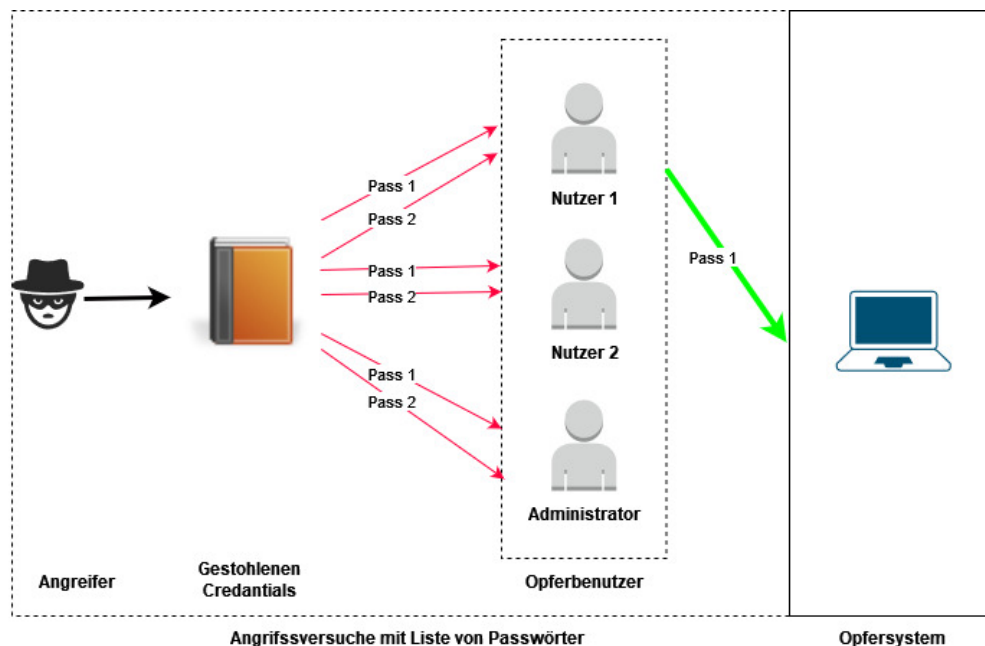 Pass 1
Pass 2
Nutzer 1
Pass 1
Pass 1
Pass 2
Nutzer 2
Pass 1
Pass 2
Administrator
Angreifer
Gestohlenen
Credantials
Opferbenutzer
Angrifssversuche mit Liste von Passwörter
Opfersystem